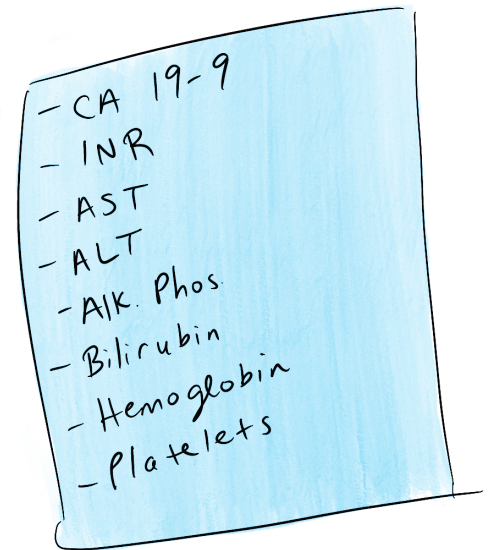 - CA 19-9
- INR
- AST
- ALT
- Alk. Phos.
- Bilirubin
- Hemoglobin
- Platelets